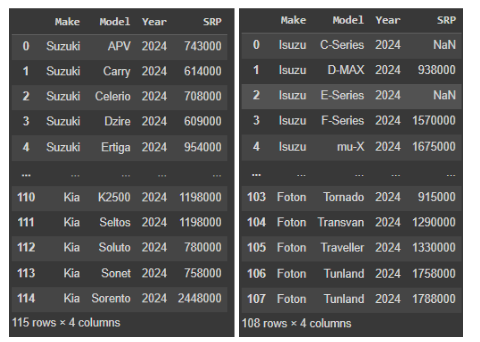 Make Model Year SRP
0 Suzuki APV 2024 743000
1 Suzuki Carry 2024 614000
2 Suzuki Celerio 2024 708000
3 Suzuki Dzire 2024 609000
4 Suzuki Ertiga 2024 954000
... ... ... ... ...
110 Kia K2500 2024 1198000
111 Kia Seltos 2024 1198000
112 Kia Soluto 2024 780000
113 Kia Sonet 2024 758000
114 Kia Sorento 2024 2448000
115 rows × 4 columns
Make Model Year SRP
0 Isuzu C-Series 2024 NaN
1 Isuzu D-MAX 2024 938000
2 Isuzu E-Series 2024 NaN
3 Isuzu F-Series 2024 1570000
4 Isuzu mu-X 2024 1675000
... ... ... ... ...
103 Foton Tornado 2024 915000
104 Foton Transvan 2024 1290000
105 Foton Traveller 2024 1330000
106 Foton Tunland 2024 1758000
107 Foton Tunland 2024 1788000
108 rows × 4 columns